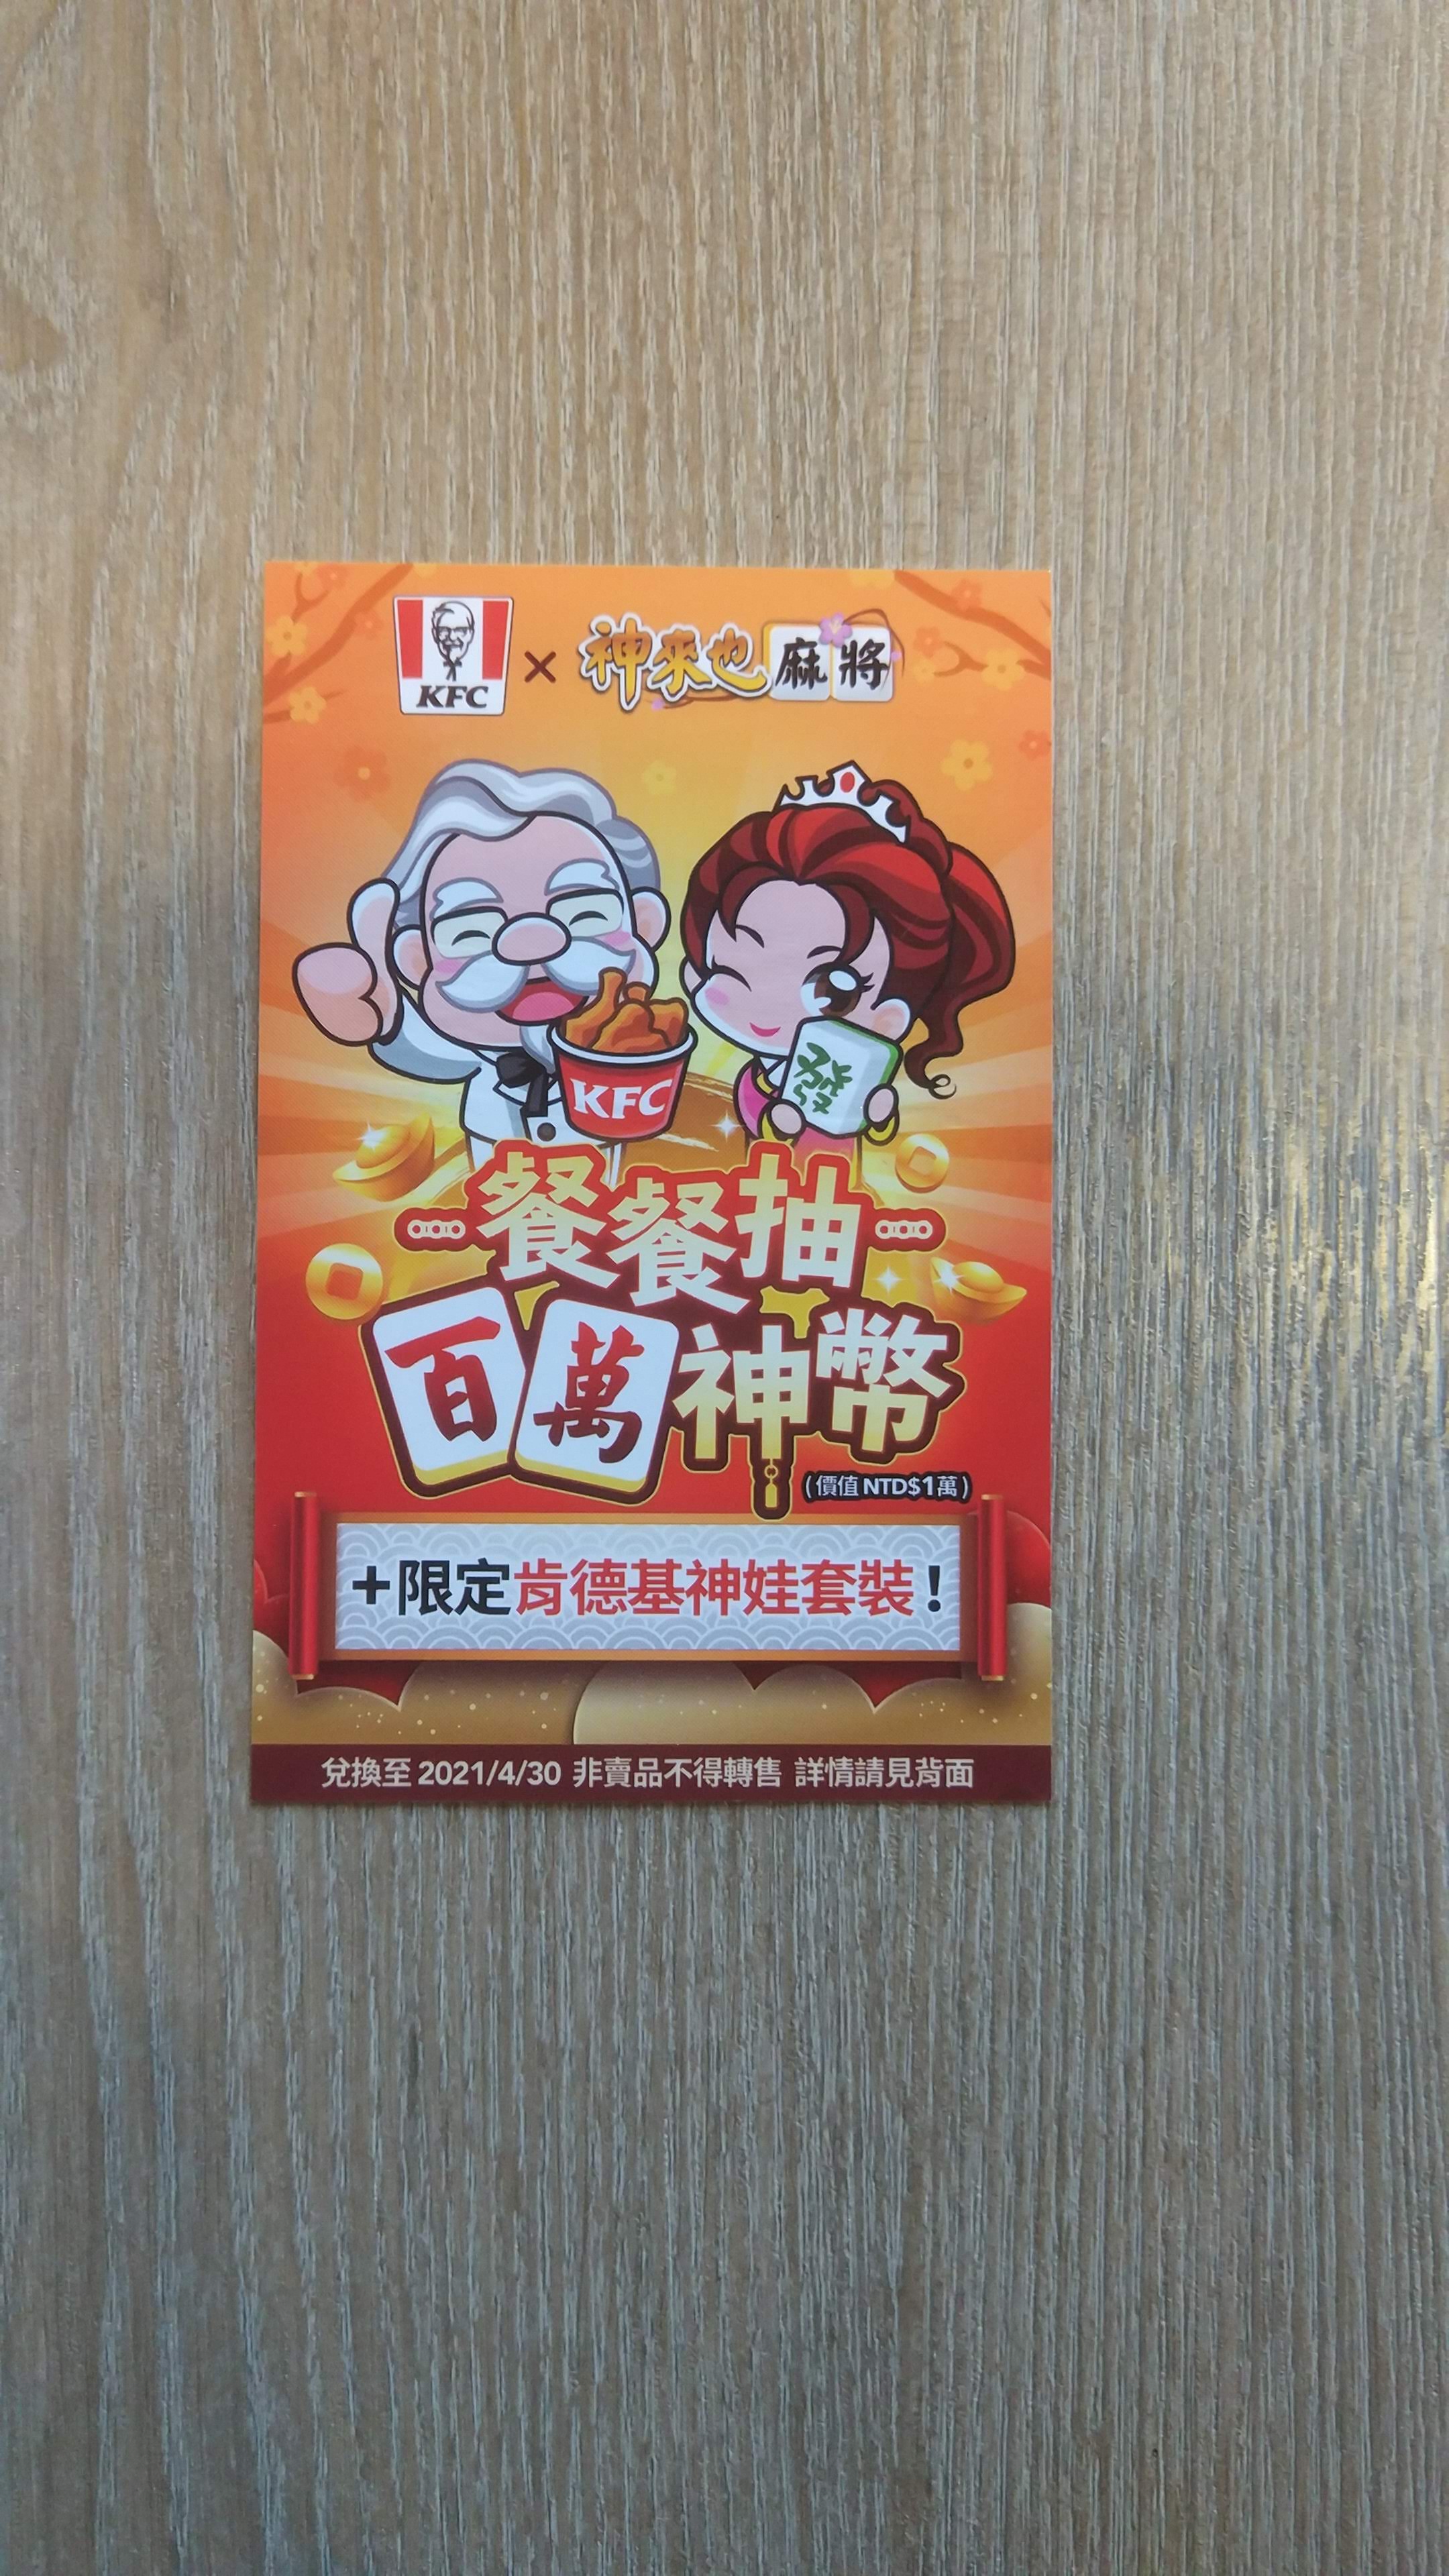 KFC × 神來也麻將
發
KFC
餐餐抽
百萬神幣
(價值NTD$1萬)
+限定肯德基神娃套裝！
兌換至 2021/4/30 非賣品不得轉售 詳情請見背面